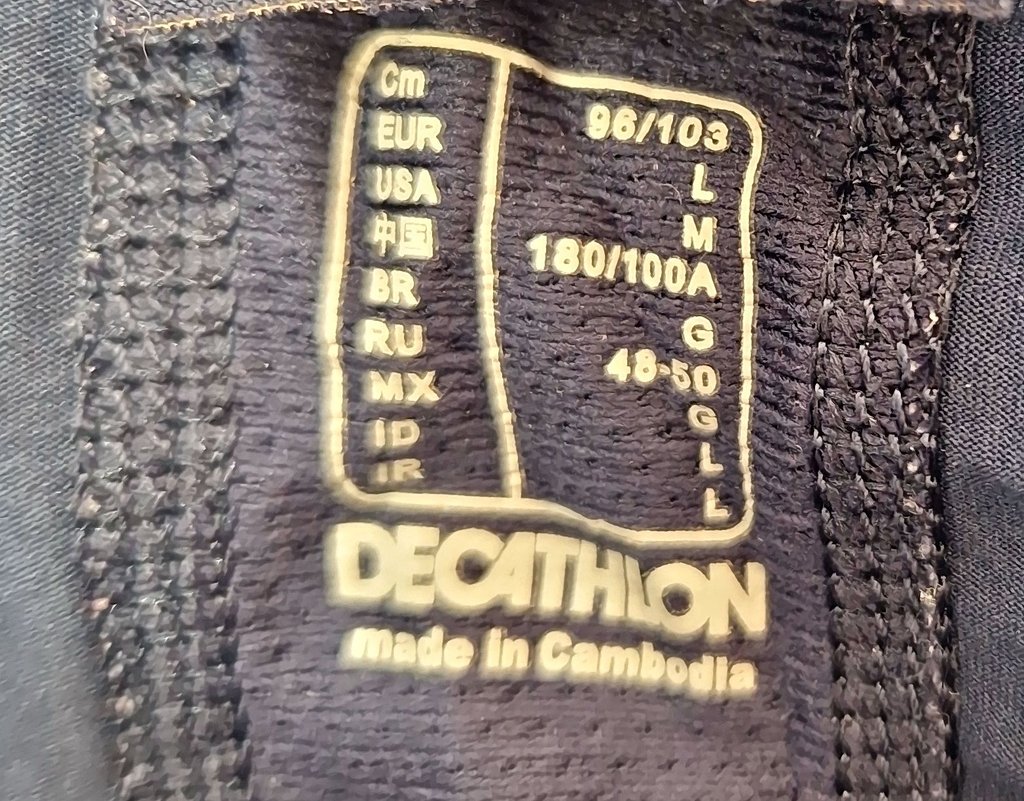 Cm 96/103
EUR L
USA M
中国 180/100A
BR G
RU 48-50
MX G
ID L
IR L
DECATHLON
made in Cambodia